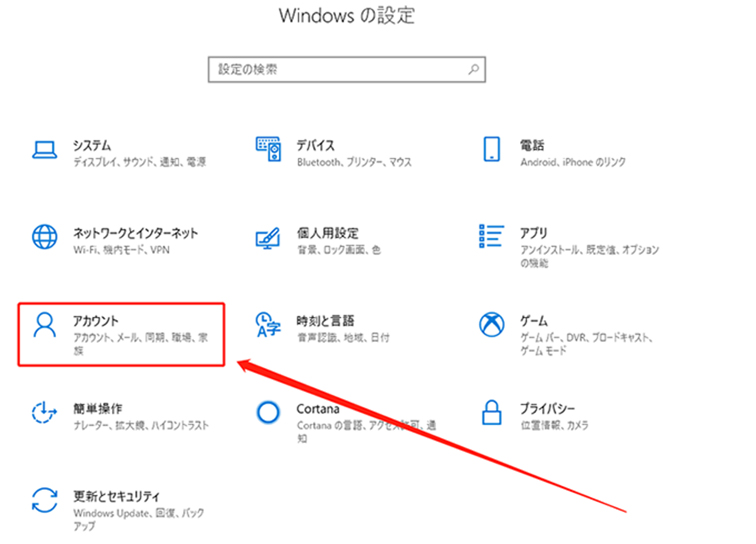 Windows の設定
設定の検索
システム
ディスプレイ、サウンド、通知、電源
デバイス
Bluetooth、プリンター、マウス
電話
Android、iPhone のリンク
ネットワークとインターネット
Wi-Fi、機内モード、VPN
個人用設定
背景、ロック画面、色
アプリ
アンインストール、既定値、オプション
の機能
アカウント
アカウント、メール、同期、職場、家
族
時刻と言語
音声認識、地域、日付
ゲーム
ゲーム バー、DVR、ブロードキャスト、
ゲーム モード
簡単操作
ナレーター、拡大鏡、ハイコントラスト
Cortana
Cortana の言語、アクセス許可、通
知
プライバシー
位置情報、カメラ
更新とセキュリティ
Windows Update、回復、バック
アップ